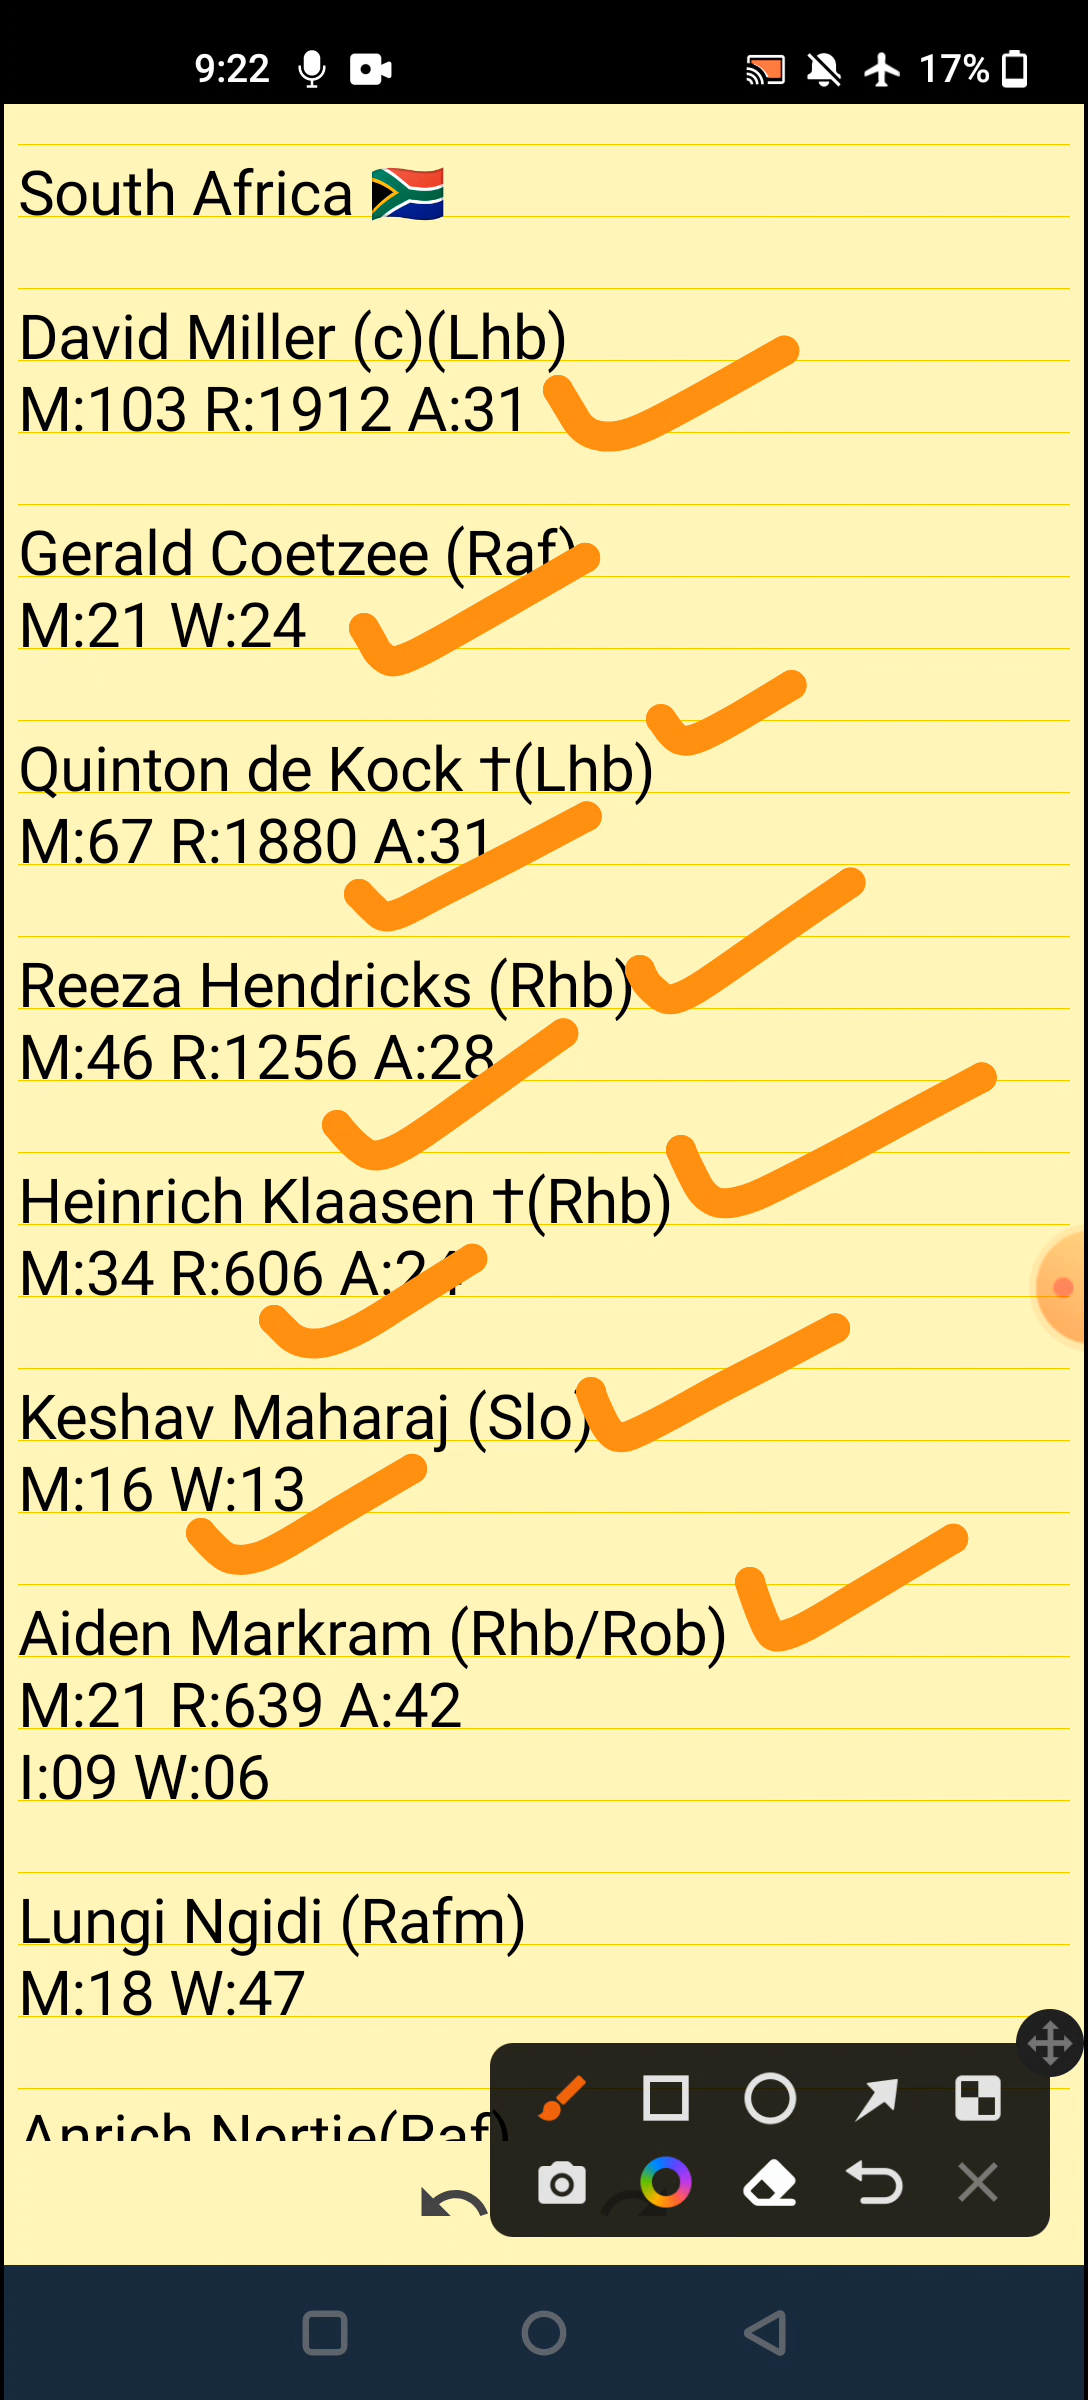 9:22 17%
South Africa 🇿🇦
David Miller (c)(Lhb)
M:103 R:1912 A:31
Gerald Coetzee (Raf)
M:21 W:24
Quinton de Kock †(Lhb)
M:67 R:1880 A:31
Reeza Hendricks (Rhb)
M:46 R:1256 A:28
Heinrich Klaasen †(Rhb)
M:34 R:606 A:24
Keshav Maharaj (Slo)
M:16 W:13
Aiden Markram (Rhb/Rob)
M:21 R:639 A:42
I:09 W:06
Lungi Ngidi (Rafm)
M:18 W:47
Anrich Nortje(Raf)